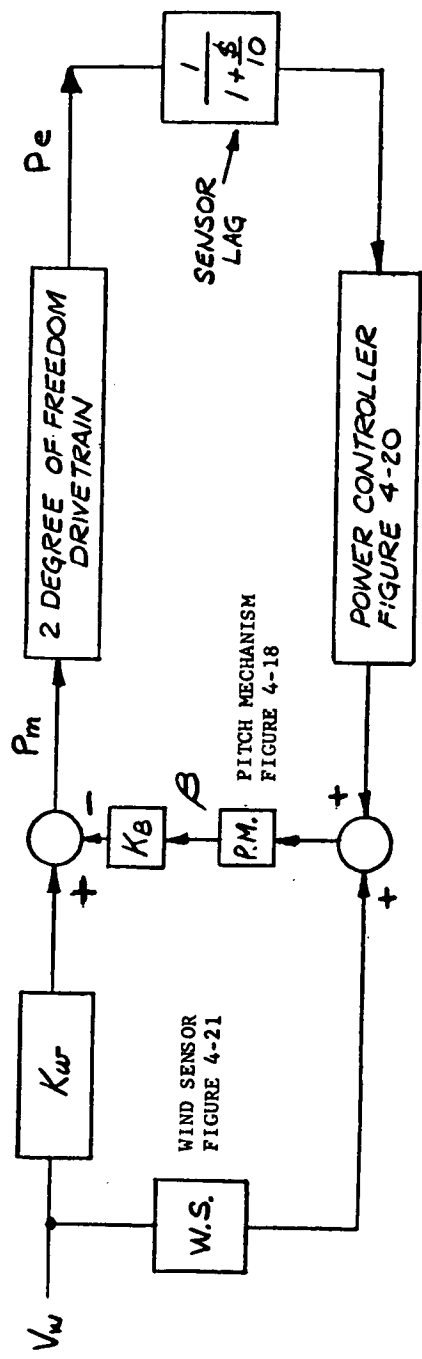 Vw
Kw
+
-
Pm
2 DEGREE OF FREEDOM
DRIVETRAIN
Pe
WIND SENSOR
FIGURE 4-21
W.S.
KB
β
P.M.
PITCH MECHANISM
FIGURE 4-18
SENSOR
LAG
1
1 + $
10
+
+
POWER CONTROLLER
FIGURE 4-20